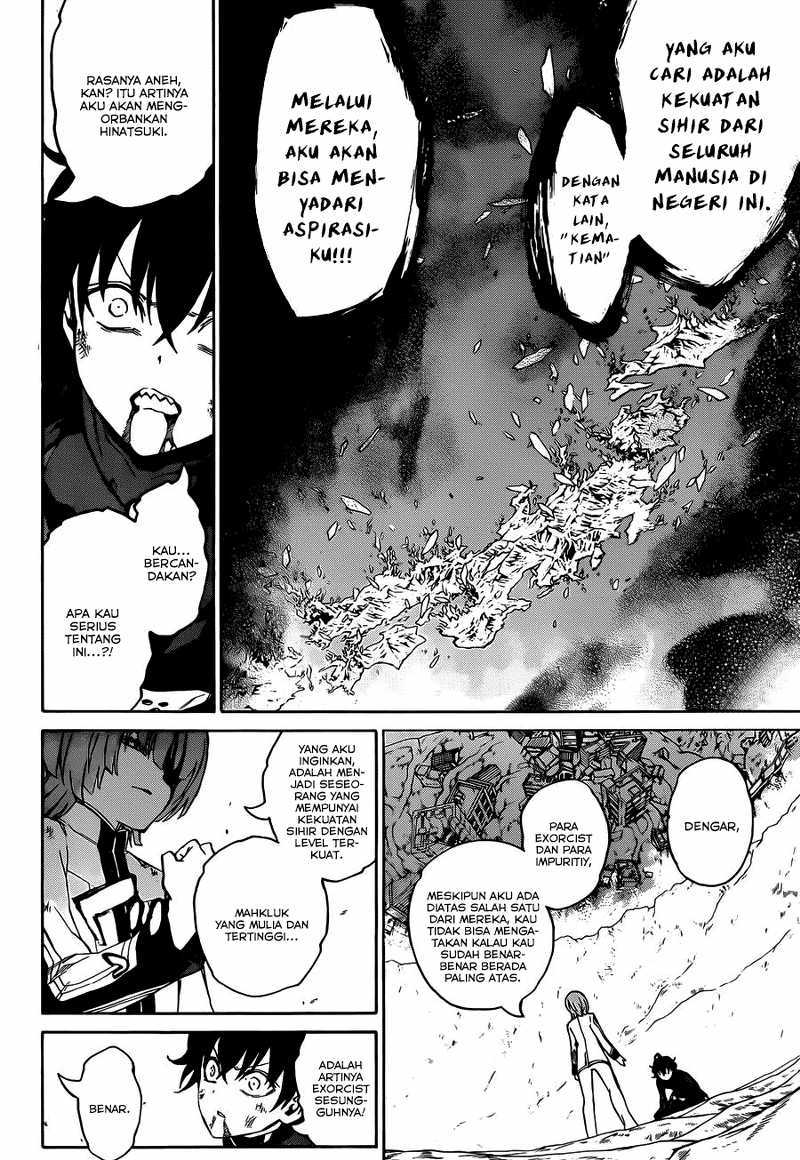 YANG AKU
CARI ADALAH
KEKUATAN
SIHIR DARI
SELURUH
MANUSIA DI
NEGERI INI.
DENGAN
KATA
LAIN,
"KEMA-
TIAN"
MELALUI
MEREKA,
AKU AKAN
BISA MEN-
YADARI
ASPIRASI-
KU!!!
RASANYA ANEH,
KAN? ITU ARTINYA
AKU AKAN MENG-
ORBANKAN
HINATSUKI.
KAU...
BERCAN-
DAKAN?
APA KAU
SERIUS
TENTANG
INI...?!
DENGAR,
PARA
EXORCIST
DAN PARA
IMPURITIY,
MESKIPUN AKU ADA
DIATAS SALAH SATU
DARI MEREKA, KAU
TIDAK BISA MENGA-
TAKAN KALAU KAU
SUDAH BENAR-
BENAR BERADA
PALING ATAS.
YANG AKU
INGINKAN,
ADALAH MEN-
JADI SESEO-
RANG YANG
MEMPUNYAI
KEKUATAN
SIHIR DENGAN
LEVEL TER-
KUAT.
MAHKLUK
YANG MULIA DAN
TERTINGGI...
ADALAH
ARTINYA
EXORCIST
SESUNG-
GUHNYA!
BENAR.